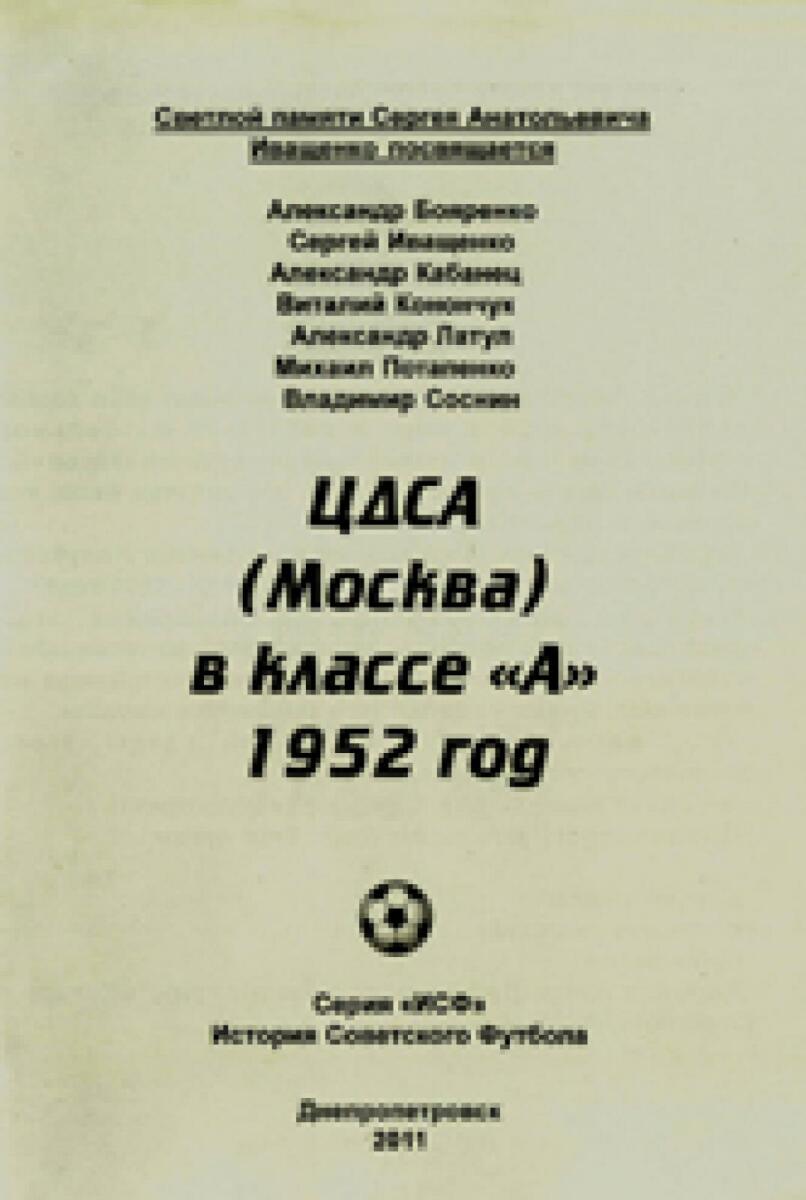 Светлой памяти Сергея Анатольевича
Иващенко посвящается
Александр Бояренко
Сергей Иващенко
Александр Кабанец
Виталий Конончук
Александр Латуп
Михаил Потапенко
Владимир Соснин
ЦДСА
(Москва)
в классе «А»
1952 год
Серия «ИСФ»
История Советского Футбола
Днепропетровск
2011